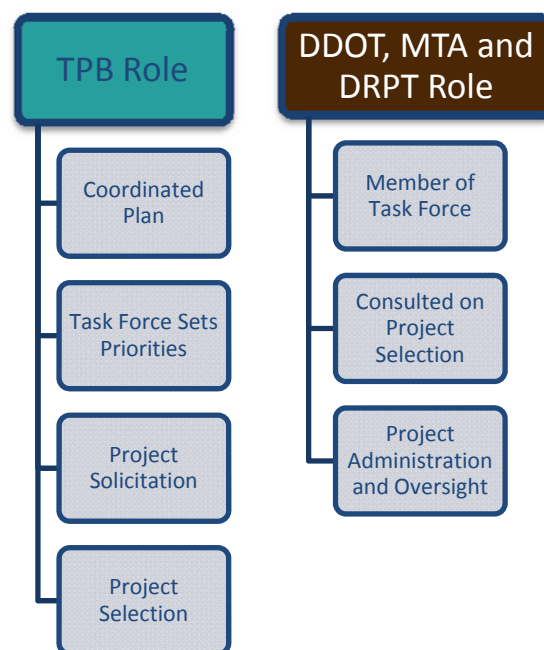 TPB Role
Coordinated
Plan
Task Force Sets
Priorities
Project
Solicitation
Project
Selection
DDOT, MTA and
DRPT Role
Member of
Task Force
Consulted on
Project
Selection
Project
Administration
and Oversight